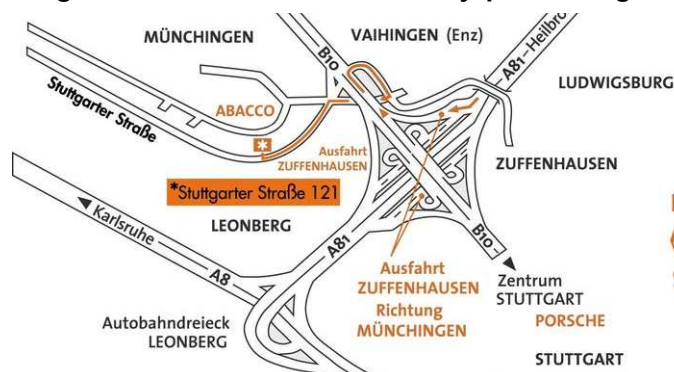 MÜNCHINGEN
B10
VAIHINGEN (Enz)
A81-Heilbro
LUDWIGSBURG
Stuttgarter Straße
ABACCO
*
Ausfahrt
ZUFFENHAUSEN
ZUFFENHAUSEN
*Stuttgarter Straße 121
LEONBERG
Karlsruhe
A8
A81
B10
Ausfahrt
ZUFFENHAUSEN
Richtung
MÜNCHINGEN
Zentrum
STUTTGART
PORSCHE
Autobahndreieck
LEONBERG
STUTTGART